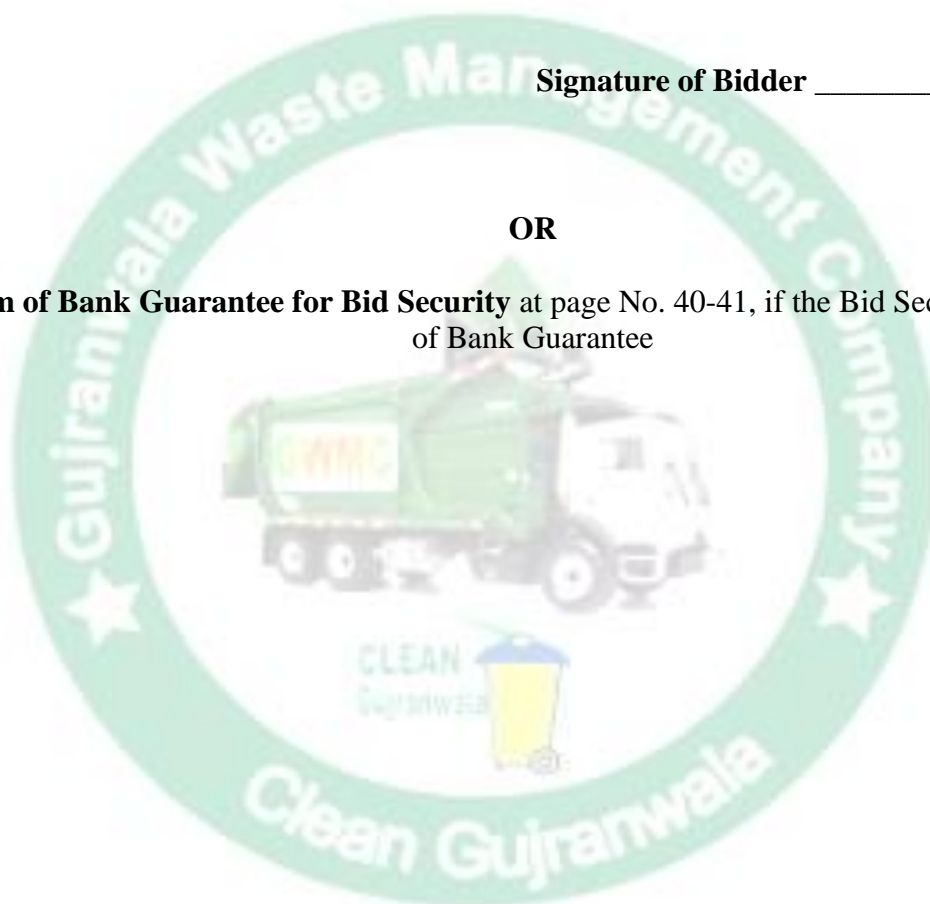 Signature of Bidder ________
OR
m of Bank Guarantee for Bid Security at page No. 40-41, if the Bid Sec
of Bank Guarantee
Gujranwala Waste Management Company
GWMC
CLEAN
Gujranwala
Clean Gujranwala